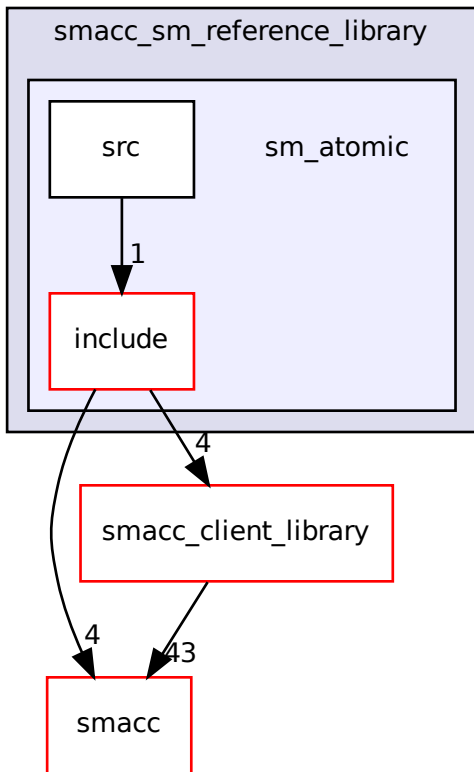 smacc_sm_reference_library
src
sm_atomic
1
include
4
smacc_client_library
4
43
smacc